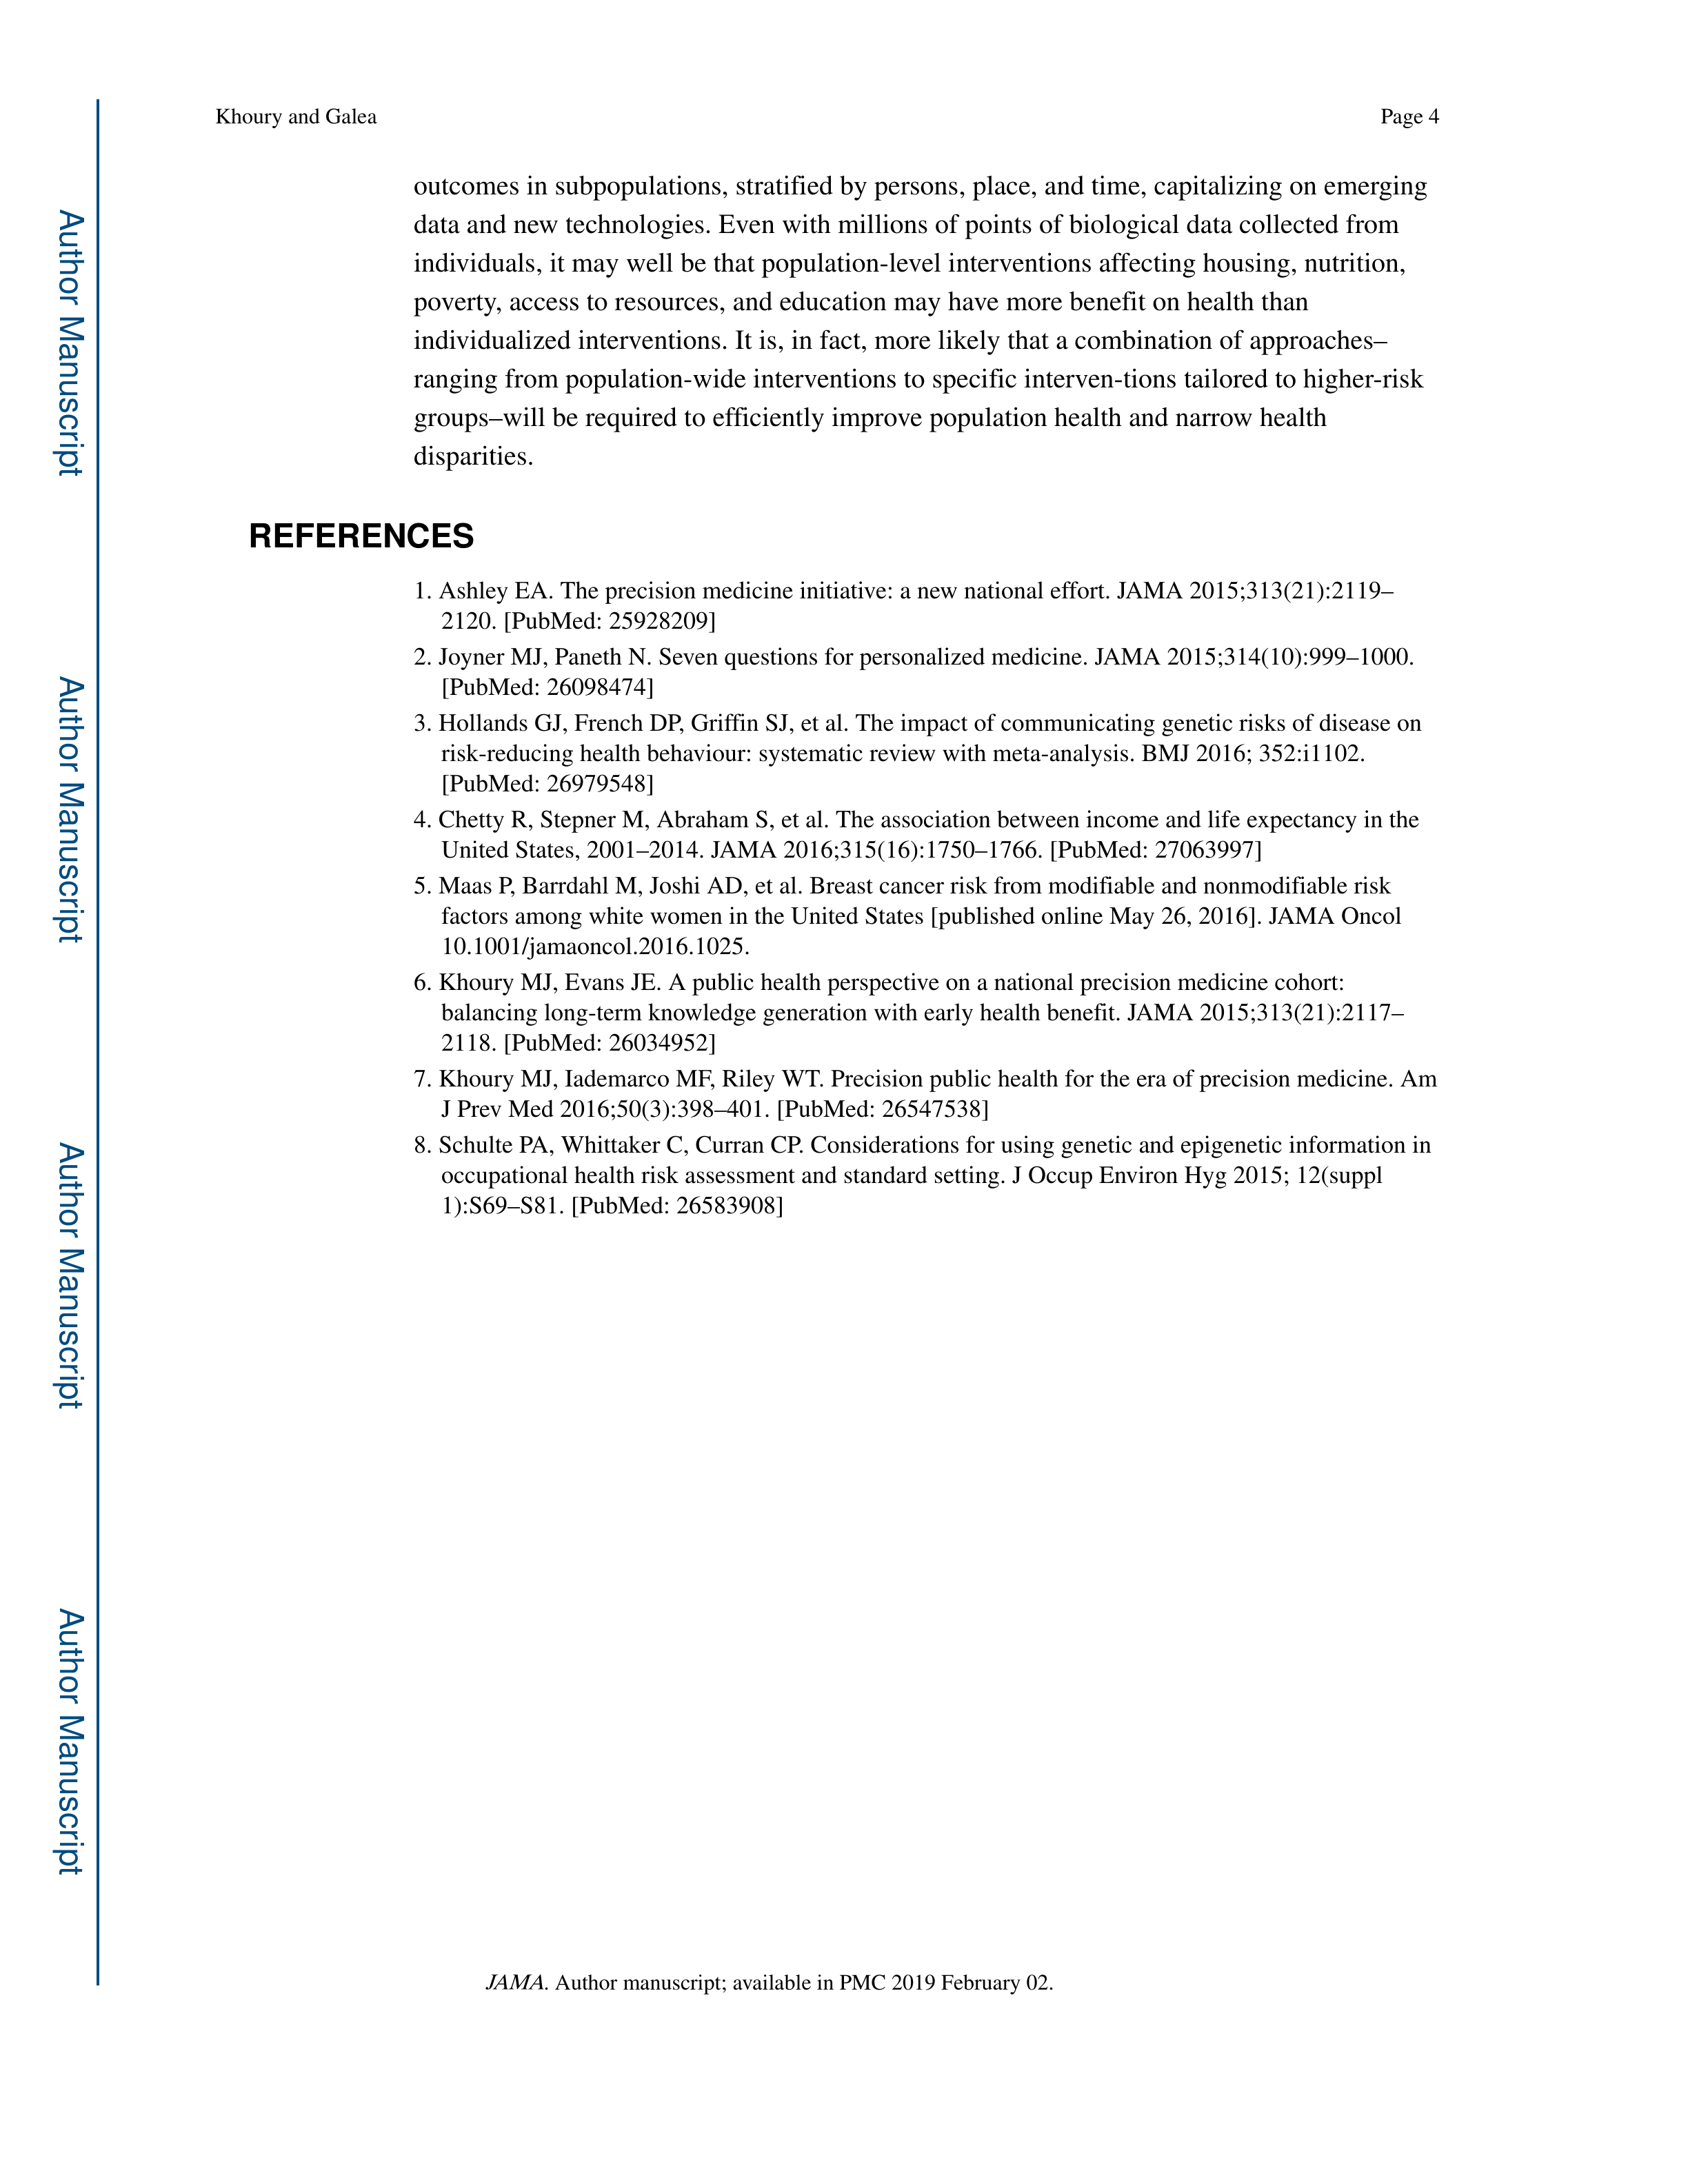 Khoury and Galea
Page 4
outcomes in subpopulations, stratified by persons, place, and time, capitalizing on emerging
data and new technologies. Even with millions of points of biological data collected from
individuals, it may well be that population-level interventions affecting housing, nutrition,
poverty, access to resources, and education may have more benefit on health than
individualized interventions. It is, in fact, more likely that a combination of approaches–
ranging from population-wide interventions to specific interven-tions tailored to higher-risk
groups–will be required to efficiently improve population health and narrow health
disparities.
REFERENCES
1. Ashley EA. The precision medicine initiative: a new national effort. JAMA 2015;313(21):2119–
2120. [PubMed: 25928209]
2. Joyner MJ, Paneth N. Seven questions for personalized medicine. JAMA 2015;314(10):999–1000.
[PubMed: 26098474]
3. Hollands GJ, French DP, Griffin SJ, et al. The impact of communicating genetic risks of disease on
risk-reducing health behaviour: systematic review with meta-analysis. BMJ 2016; 352:i1102.
[PubMed: 26979548]
4. Chetty R, Stepner M, Abraham S, et al. The association between income and life expectancy in the
United States, 2001–2014. JAMA 2016;315(16):1750–1766. [PubMed: 27063997]
5. Maas P, Barrdahl M, Joshi AD, et al. Breast cancer risk from modifiable and nonmodifiable risk
factors among white women in the United States [published online May 26, 2016]. JAMA Oncol
10.1001/jamaoncol.2016.1025.
6. Khoury MJ, Evans JE. A public health perspective on a national precision medicine cohort:
balancing long-term knowledge generation with early health benefit. JAMA 2015;313(21):2117–
2118. [PubMed: 26034952]
7. Khoury MJ, Iademarco MF, Riley WT. Precision public health for the era of precision medicine. Am
J Prev Med 2016;50(3):398–401. [PubMed: 26547538]
8. Schulte PA, Whittaker C, Curran CP. Considerations for using genetic and epigenetic information in
occupational health risk assessment and standard setting. J Occup Environ Hyg 2015; 12(suppl
1):S69–S81. [PubMed: 26583908]
JAMA. Author manuscript; available in PMC 2019 February 02.
Author Manuscript
Author Manuscript
Author Manuscript
Author Manuscript